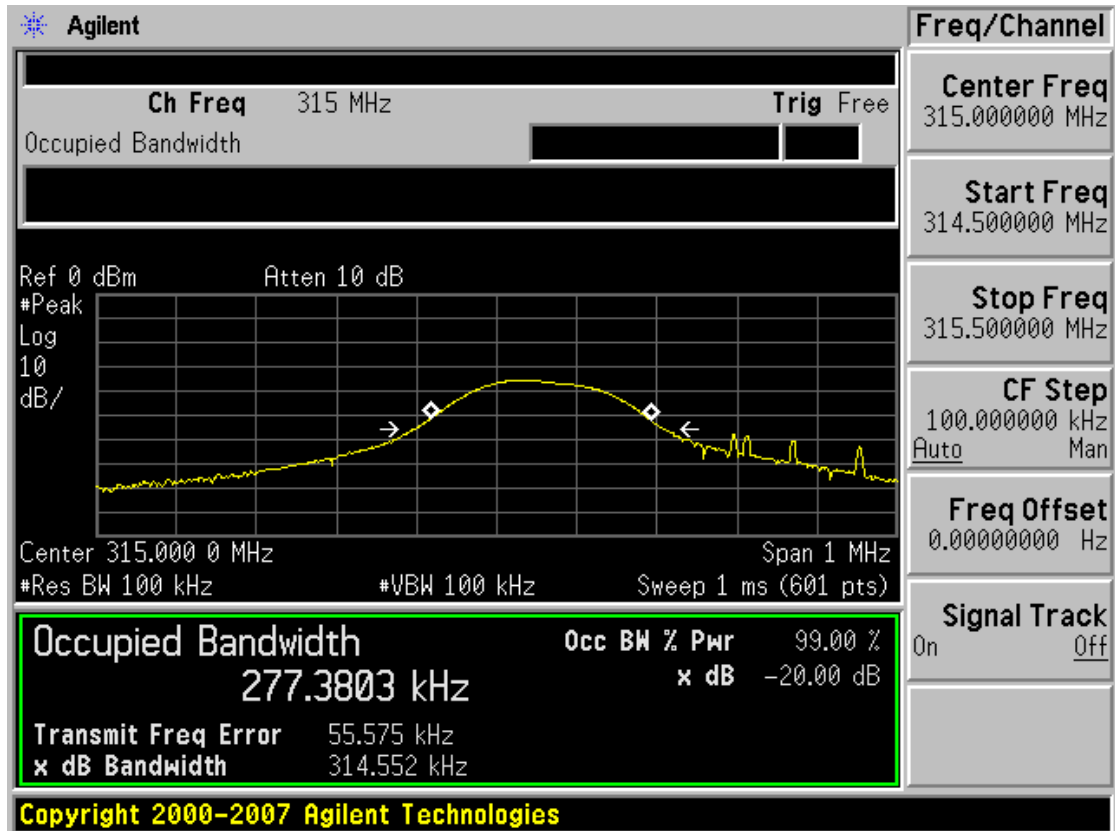 Agilent
Freq/Channel
Ch Freq 315 MHz Trig Free
Occupied Bandwidth
Center Freq
315.000000 MHz
Start Freq
314.500000 MHz
Stop Freq
315.500000 MHz
CF Step
100.000000 kHz
Auto Man
Freq Offset
0.00000000 Hz
Signal Track
On Off
Ref 0 dBm Atten 10 dB
#Peak
Log
10
dB/
Center 315.000 0 MHz Span 1 MHz
#Res BW 100 kHz #VBW 100 kHz Sweep 1 ms (601 pts)
Occupied Bandwidth
277.3803 kHz
Occ BW % Pwr 99.00 %
x dB -20.00 dB
Transmit Freq Error 55.575 kHz
x dB Bandwidth 314.552 kHz
Copyright 2000-2007 Agilent Technologies